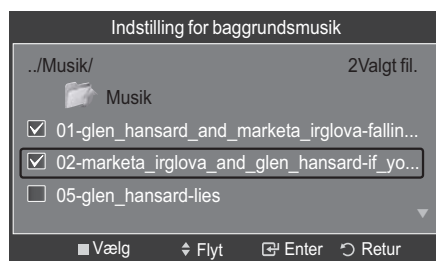 Indstilling for baggrundsmusik
../Musik/ 2Valgt fil.
Musik
01-glen_hansard_and_marketa_irglova-fallin...
02-marketa_irglova_and_glen_hansard-if_yo...
05-glen_hansard-lies
Vælg Flyt Enter Retur